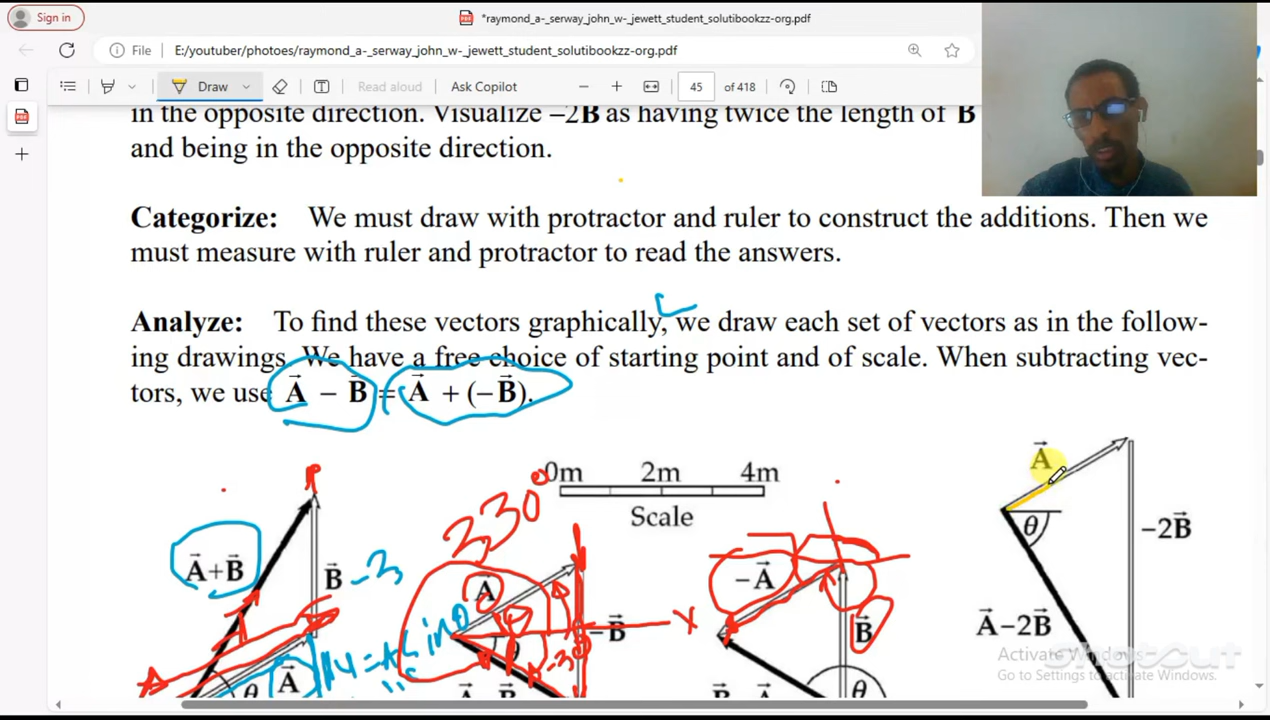 Sign in
*raymond_a-_serway_john_w-_jewett_student_solutibookzz-org.pdf
File
E:/youtuber/photoes/raymond_a-_serway_john_w-_jewett_student_solutibookzz-org.pdf
Draw
Read aloud
Ask Copilot
45
of 418
in the opposite direction. Visualize –2B as having twice the length of B
and being in the opposite direction.
Categorize: We must draw with protractor and ruler to construct the additions. Then we
must measure with ruler and protractor to read the answers.
Analyze: To find these vectors graphically, we draw each set of vectors as in the follow-
ing drawings. We have a free choice of starting point and of scale. When subtracting vec-
tors, we use A⃗ − B⃗ = A⃗ + (−B⃗).
0m 2m 4m
Scale
330°
A⃗+B⃗
B⃗ -3
A⃗
θ
A⃗
−B⃗
θ
X
-3
−A⃗
B⃗
θ
A⃗
θ
−2B⃗
A⃗−2B⃗
Activate Windows
Go to Settings to activate Windows.